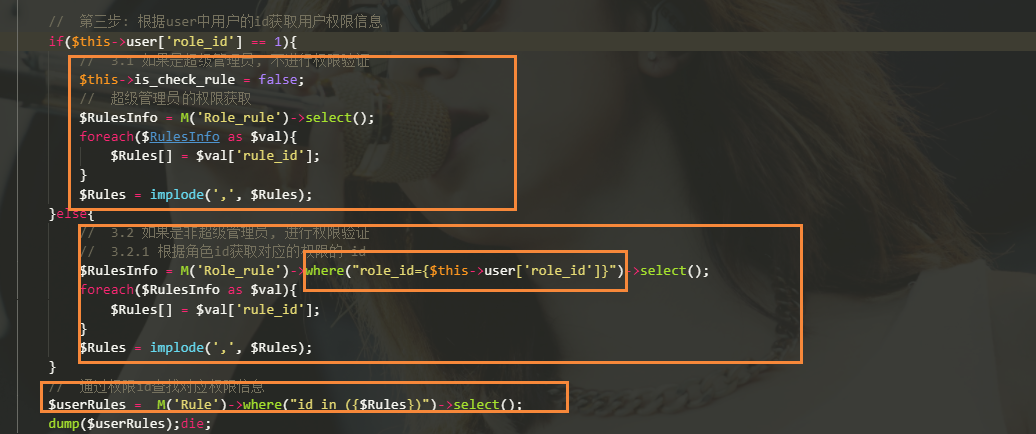 //  第三步: 根据user中用户的id获取用户权限信息
if($this->user['role_id'] == 1){
//  3.1 如果是超级管理员, 不进行权限验证
$this->is_check_rule = false;
//  超级管理员的权限获取
$RulesInfo = M('Role_rule')->select();
foreach($RulesInfo as $val){
$Rules[] = $val['rule_id'];
}
$Rules = implode(',', $Rules);
}else{
//  3.2 如果是非超级管理员, 进行权限验证
//  3.2.1 根据角色id获取对应的权限的 id
$RulesInfo = M('Role_rule')->where("role_id={$this->user['role_id']}")->select();
foreach($RulesInfo as $val){
$Rules[] = $val['rule_id'];
}
$Rules = implode(',', $Rules);
}
//  通过权限id查找对应权限信息
$userRules =  M('Rule')->where("id in ({$Rules})")->select();
dump($userRules);die;